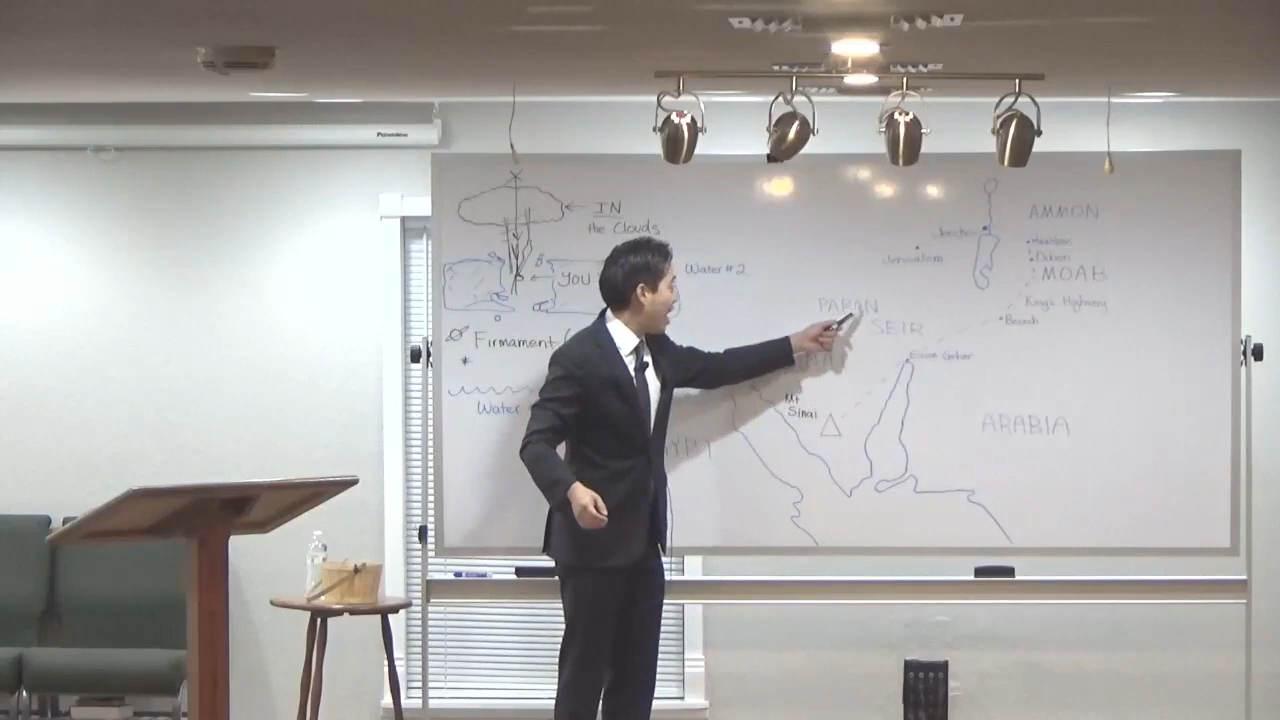 IN
the Clouds
YOU
Water #2
Firmament (
Water
AMMON
Jericho
Heshbon
Jerusalem
Dibon
MOAB
King's Highway
PARAN
Bozrah
SEIR
Ezion Geber
Mt
Sinai
ARABIA